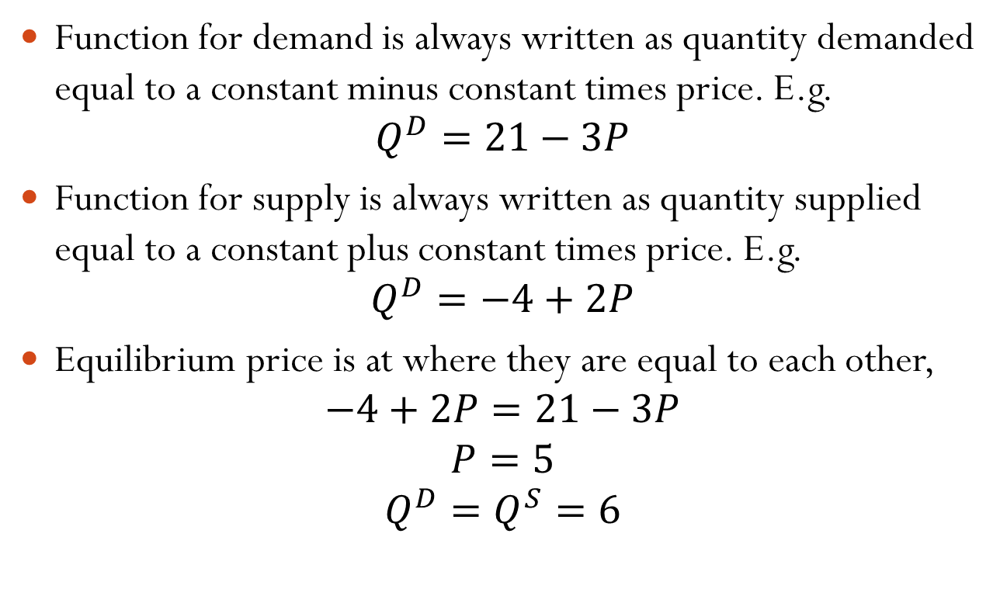 • Function for demand is always written as quantity demanded
equal to a constant minus constant times price. E.g.
Q^D = 21 − 3P
• Function for supply is always written as quantity supplied
equal to a constant plus constant times price. E.g.
Q^D = −4 + 2P
• Equilibrium price is at where they are equal to each other,
−4 + 2P = 21 − 3P
P = 5
Q^D = Q^S = 6